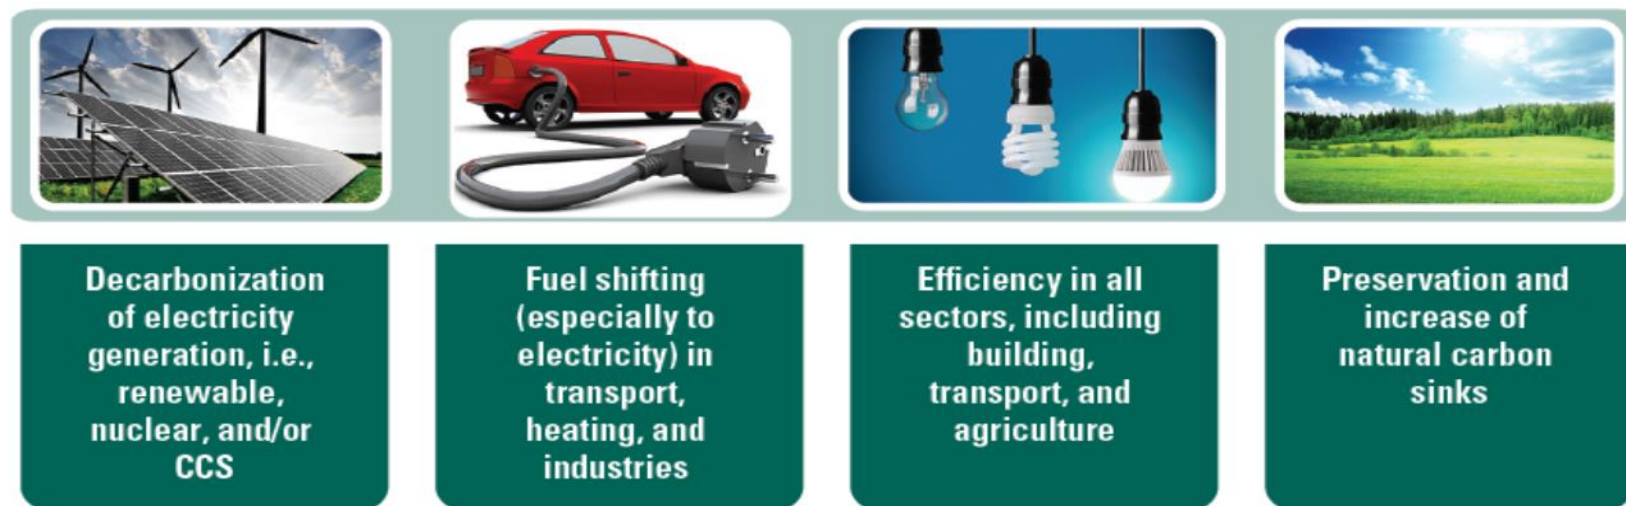 Decarbonization
of electricity
generation, i.e.,
renewable,
nuclear, and/or
CCS
Fuel shifting
(especially to
electricity) in
transport,
heating, and
industries
Efficiency in all
sectors, including
building,
transport, and
agriculture
Preservation and
increase of
natural carbon
sinks